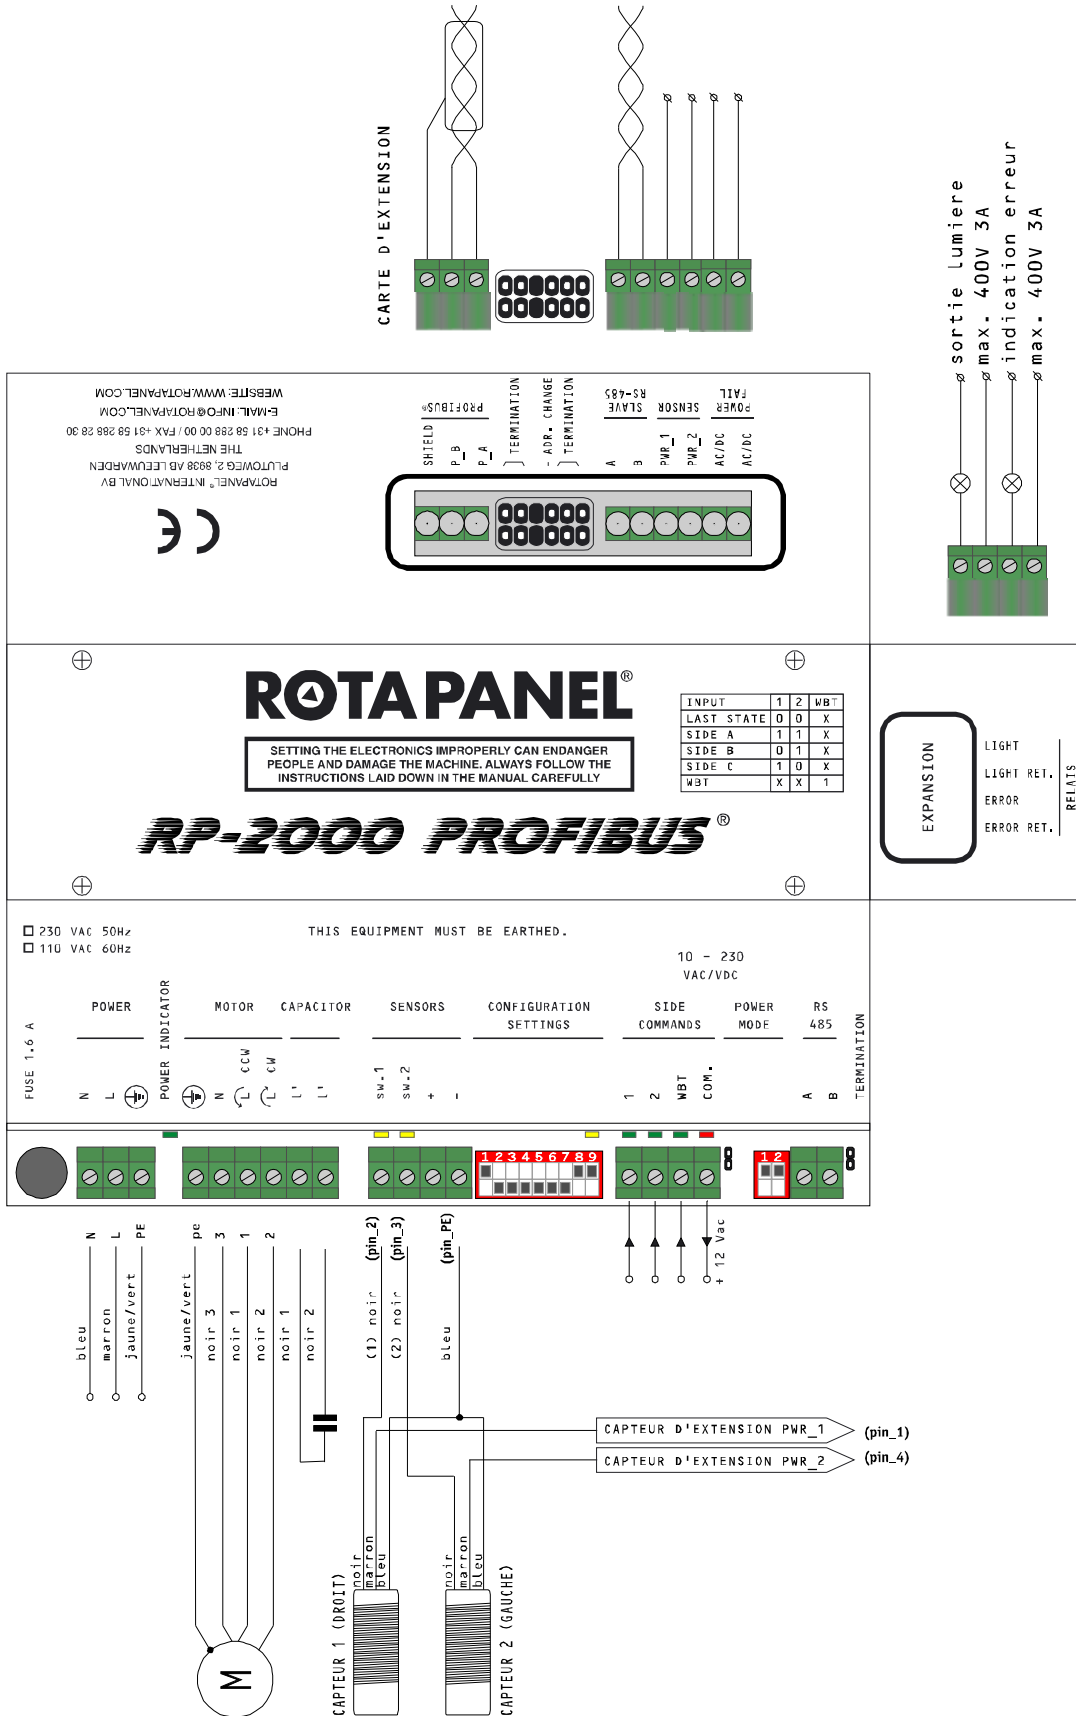 CARTE D'EXTENSION
sortie lumiere
max. 400V 3A
indication erreur
max. 400V 3A
ROTAPANEL® INTERNATIONAL BV
PLUTOWEG 2, 8938 AB LEEUWARDEN
THE NETHERLANDS
PHONE +31 58 288 00 00 / FAX +31 58 288 28 30
E-MAIL: INFO@ROTAPANEL.COM
WEBSITE: WWW.ROTAPANEL.COM
CE
PROFIBUS®
SHIELD
P_B
P_A
TERMINATION
- ADR. CHANGE
TERMINATION
SLAVE RS-485
A
B
SENSOR
PWR_1
PWR_2
POWER FAIL
AC/DC
AC/DC
ROTAPANEL®
SETTING THE ELECTRONICS IMPROPERLY CAN ENDANGER
PEOPLE AND DAMAGE THE MACHINE. ALWAYS FOLLOW THE
INSTRUCTIONS LAID DOWN IN THE MANUAL CAREFULLY
RP-2000 PROFIBUS®
INPUT 1 2 WBT
LAST STATE 0 0 X
SIDE A 1 1 X
SIDE B 0 1 X
SIDE C 1 0 X
WBT X X 1
EXPANSION
LIGHT
LIGHT RET.
ERROR
ERROR RET.
RELAIS
230 VAC 50Hz
110 VAC 60Hz
THIS EQUIPMENT MUST BE EARTHED.
10 - 230
VAC/VDC
FUSE 1.6 A
POWER
N
L
POWER INDICATOR
MOTOR
N
L CCW
L CW
CAPACITOR
L'
L'
SENSORS
sw.1
sw.2
+
-
CONFIGURATION
SETTINGS
SIDE
COMMANDS
1
2
WBT
COM.
POWER
MODE
RS
485
A
B
TERMINATION
1 2 3 4 5 6 7 8 9
1 2
N
L
PE
pe
3
1
2
(pin_2)
(pin_3)
(pin_PE)
+ 12 Vac
bleu
marron
jaune/vert
jaune/vert
noir 3
noir 1
noir 2
noir 1
noir 2
(1) noir
(2) noir
bleu
CAPTEUR D'EXTENSION PWR_1
(pin_1)
CAPTEUR D'EXTENSION PWR_2
(pin_4)
noir
marron
bleu
noir
marron
bleu
CAPTEUR 1 (DROIT)
CAPTEUR 2 (GAUCHE)
M